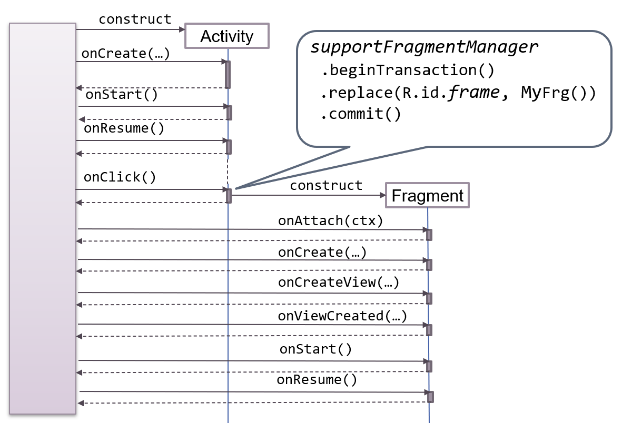 construct
Activity
onCreate(…)
onStart()
onResume()
onClick()
supportFragmentManager
.beginTransaction()
.replace(R.id.frame, MyFrg())
.commit()
construct
Fragment
onAttach(ctx)
onCreate(…)
onCreateView(…)
onViewCreated(…)
onStart()
onResume()